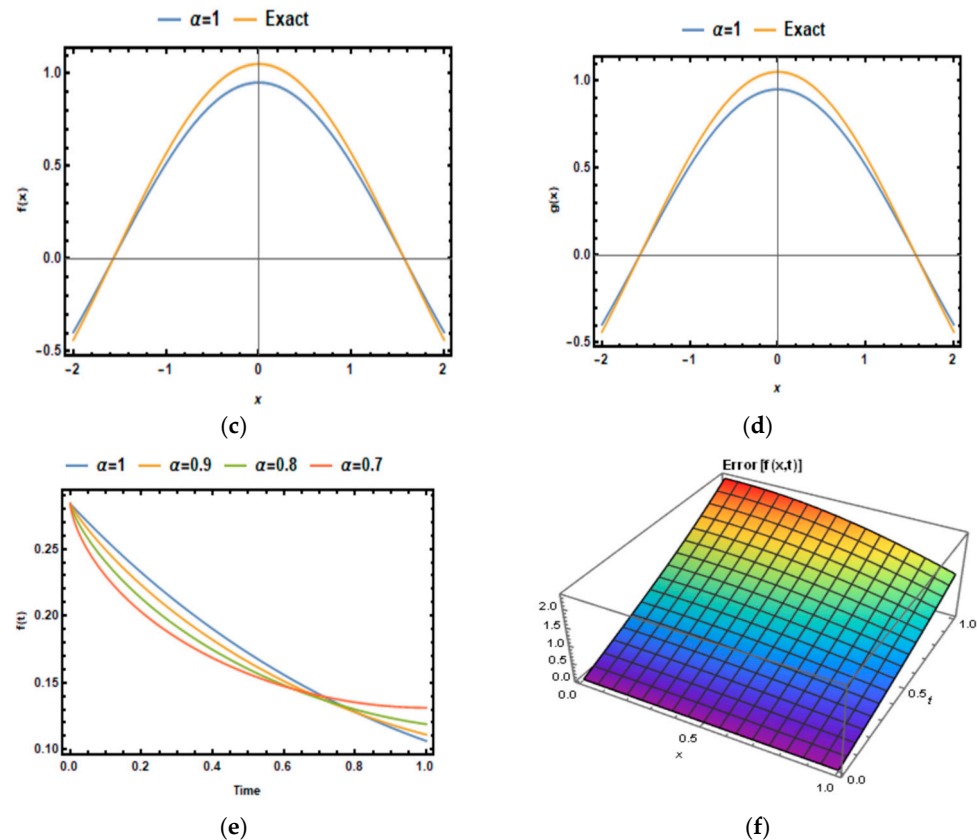 α=1 Exact
f(x)
1.0
0.5
0.0
−0.5
−2 −1 0 1 2
x
(c)
α=1 Exact
g(x)
1.0
0.5
0.0
−0.5
−2 −1 0 1 2
x
(d)
α=1 α=0.9 α=0.8 α=0.7
f(t)
0.25
0.20
0.15
0.10
0.0 0.2 0.4 0.6 0.8 1.0
Time
(e)
Error[f(x,t)]
2.0
1.5
1.0
0.5
0.0
0.0 0.5 1.0
x
0.0 0.5 1.0
t
(f)